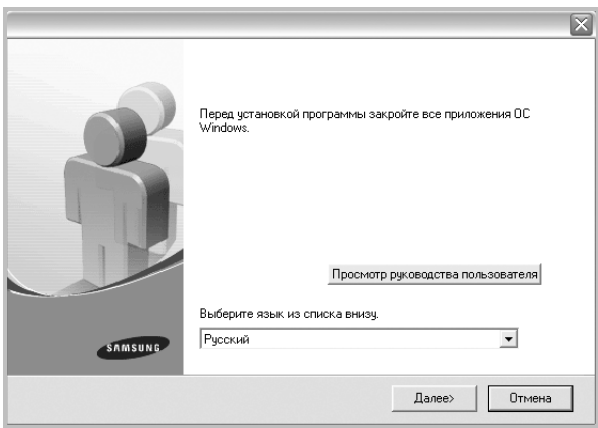 Перед установкой программы закройте все приложения ОС
Windows.
Просмотр руководства пользователя
Выберите язык из списка внизу.
Русский
SAMSUNG
Далее>
Отмена